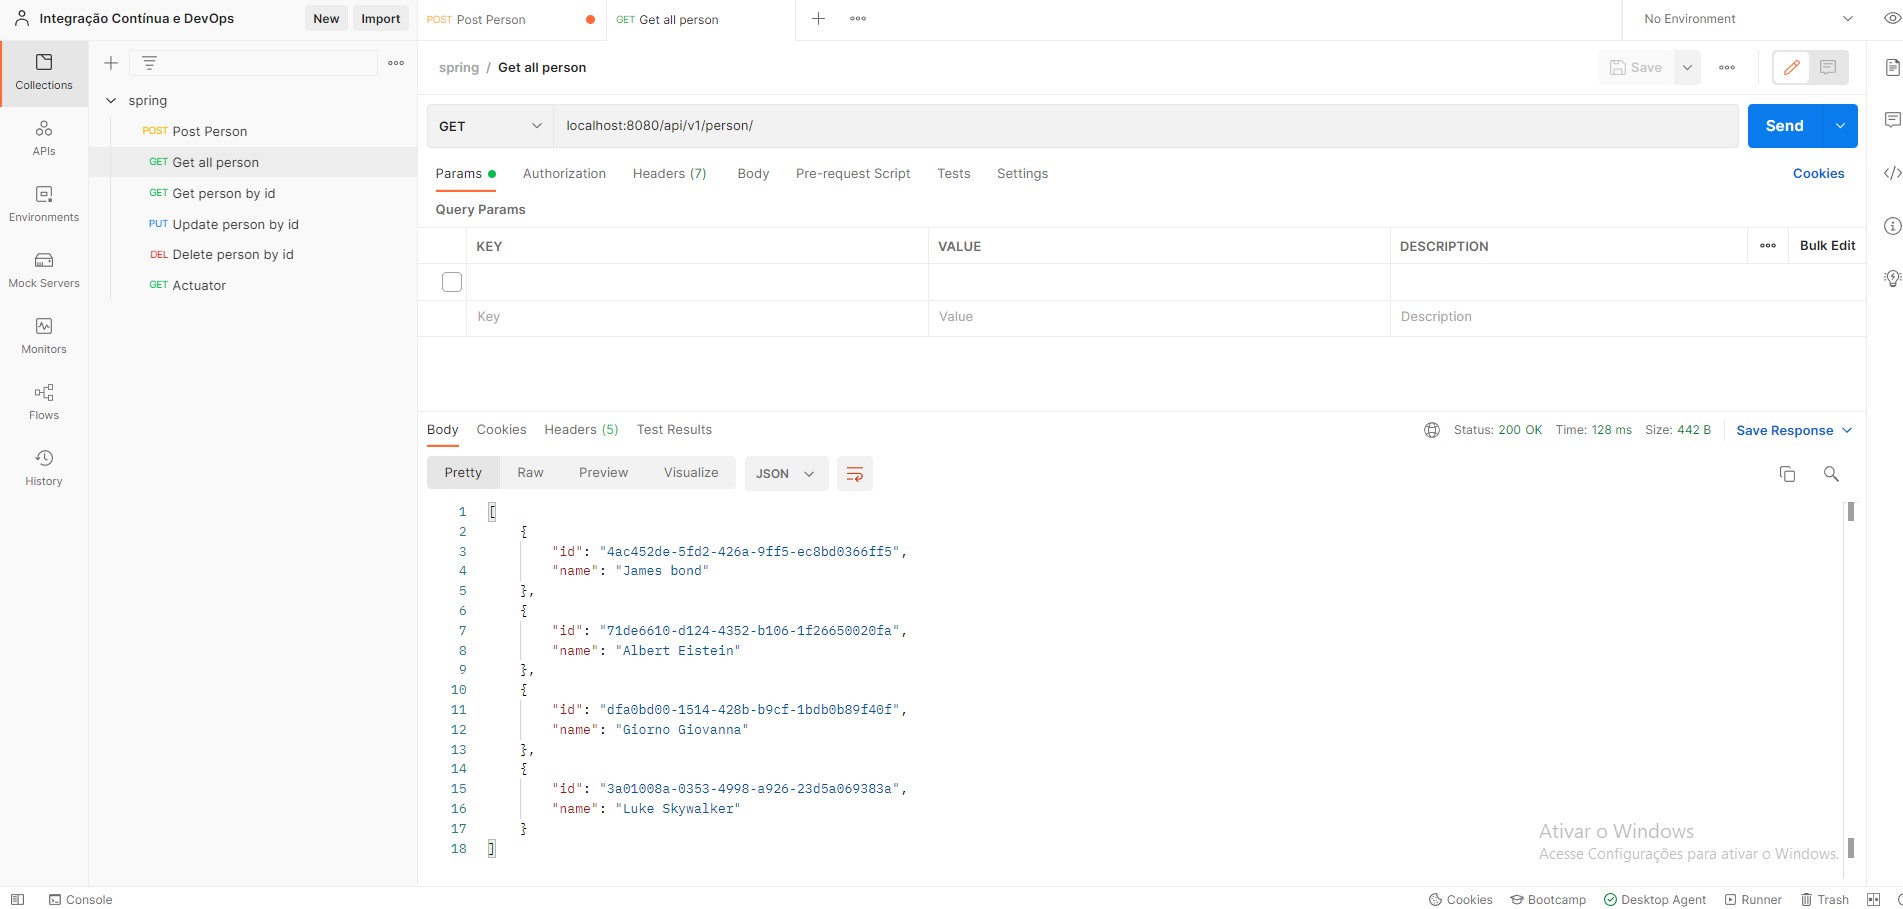 Integração Contínua e DevOps New Import POST Post Person GET Get all person No Environment
spring / Get all person Save
Collections
APIs
Environments
Mock Servers
Monitors
Flows
History
spring
POST Post Person
GET Get all person
GET Get person by id
PUT Update person by id
DEL Delete person by id
GET Actuator
GET localhost:8080/api/v1/person/ Send
Params Authorization Headers (7) Body Pre-request Script Tests Settings Cookies
Query Params
KEY VALUE DESCRIPTION Bulk Edit
Key Value Description
Body Cookies Headers (5) Test Results Status: 200 OK Time: 128 ms Size: 442 B Save Response
Pretty Raw Preview Visualize JSON
1 [
2 {
3 "id": "4ac452de-5fd2-426a-9ff5-ec8bd0366ff5",
4 "name": "James bond"
5 },
6 {
7 "id": "71de6610-d124-4352-b106-1f26650020fa",
8 "name": "Albert Eistein"
9 },
10 {
11 "id": "dfa0bd00-1514-428b-b9cf-1bdb0b89f40f",
12 "name": "Giorno Giovanna"
13 },
14 {
15 "id": "3a01008a-0353-4998-a926-23d5a069383a",
16 "name": "Luke Skywalker"
17 }
18 ]
Ativar o Windows
Acesse Configurações para ativar o Windows.
Console Cookies Bootcamp Desktop Agent Runner Trash